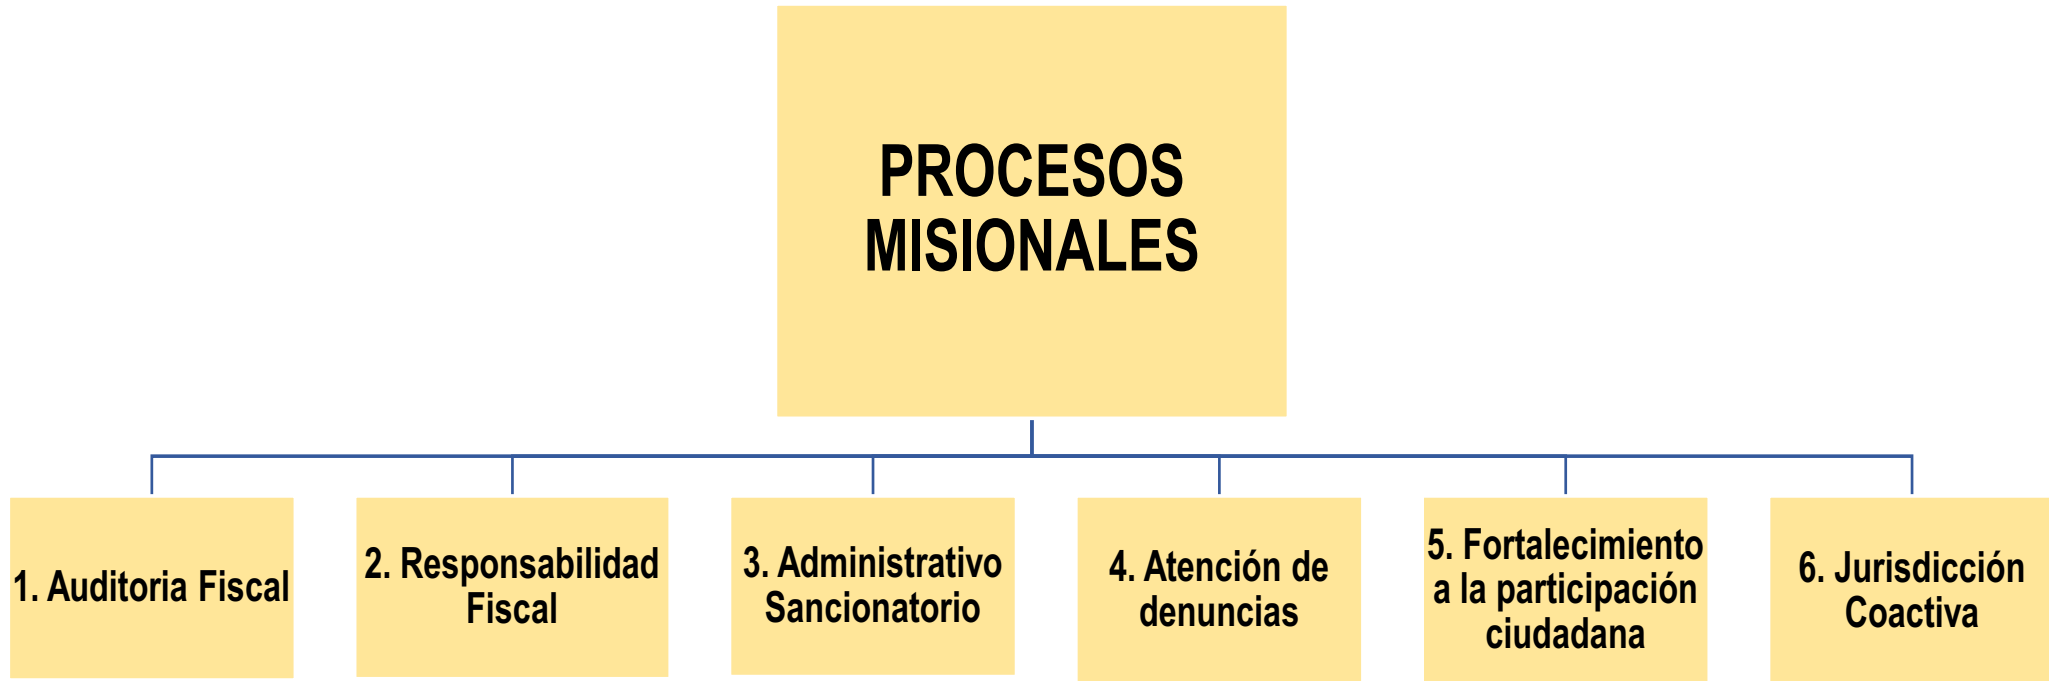 PROCESOS
MISIONALES
1. Auditoria Fiscal
2. Responsabilidad
Fiscal
3. Administrativo
Sancionatorio
4. Atención de
denuncias
5. Fortalecimiento
a la participación
ciudadana
6. Jurisdicción
Coactiva